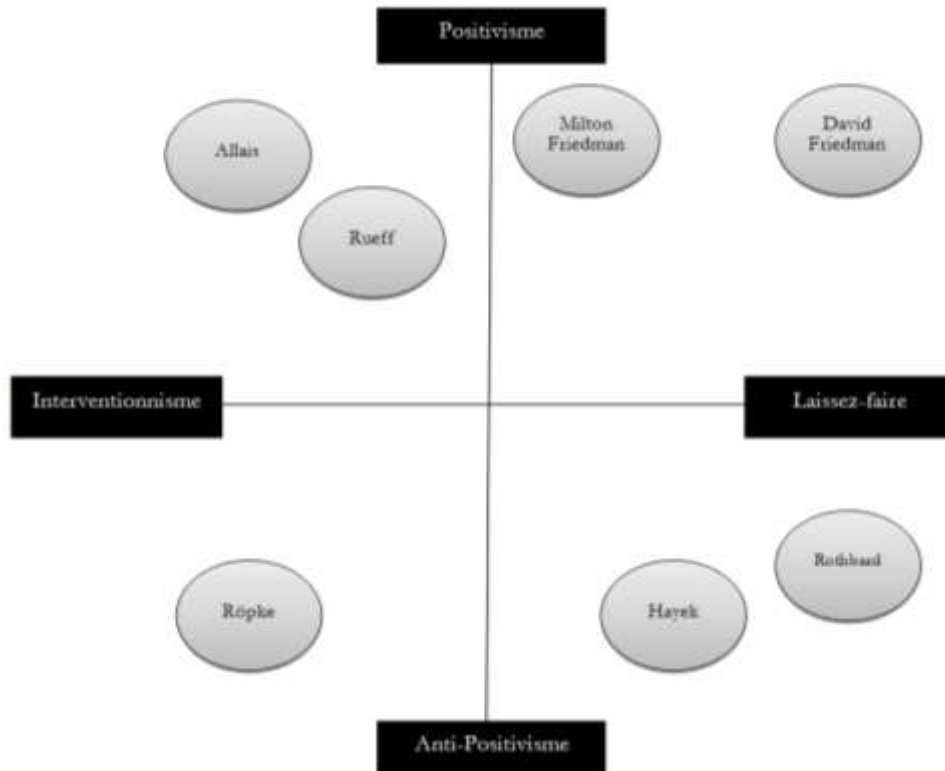 Positivisme
Milton
Friedman
David
Friedman
Allais
Rueff
Interventionnisme
Laissez-faire
Rothbard
Röpke
Hayek
Anti-Positivisme